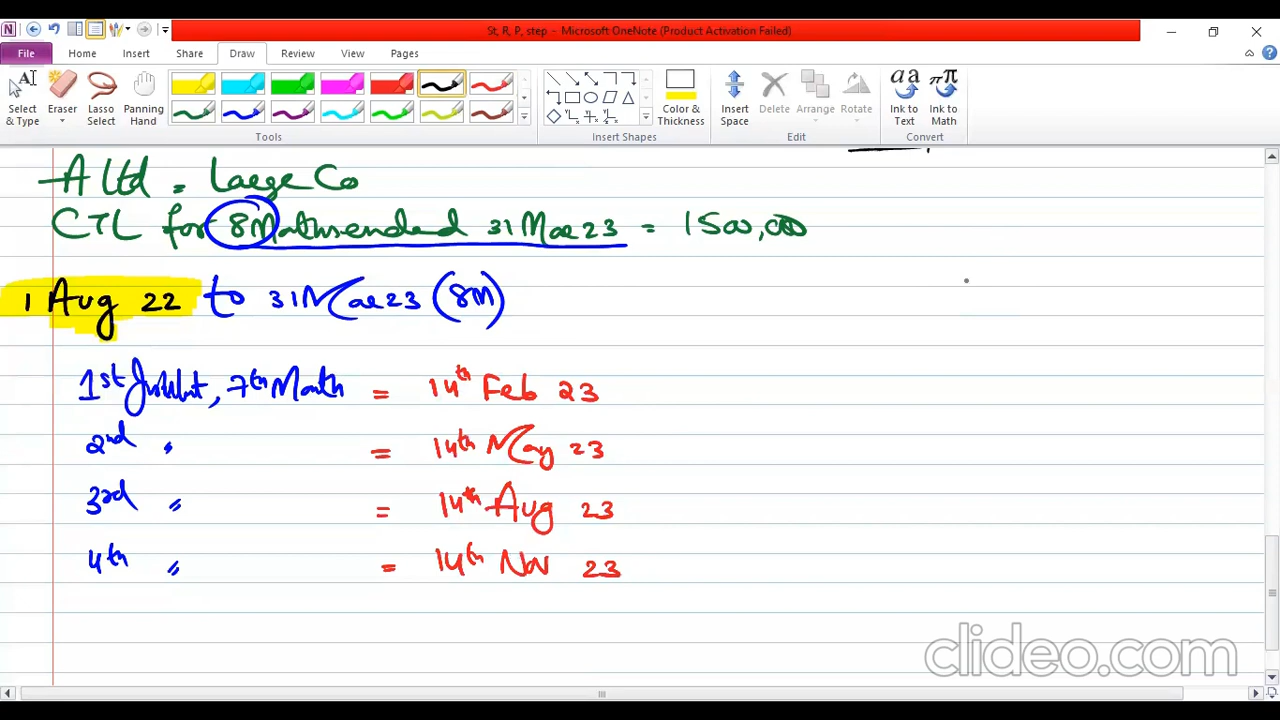 St, R, P, step - Microsoft OneNote (Product Activation Failed)
File Home Insert Share Draw Review View Pages
Select & Type Eraser Lasso Select Panning Hand Color & Thickness Insert Space Delete Arrange Rotate Ink to Text Ink to Math
Tools Insert Shapes Edit Convert
A Ltd = Large Co
CTL for 8Mathsended 31 Mar 23 = 1500,000
1 Aug 22 to 31 Mar 23 (8M)
1st Instalmt, 7th Month = 14th Feb 23
2nd " = 14th May 23
3rd " = 14th Aug 23
4th " = 14th Nov 23
clideo.com